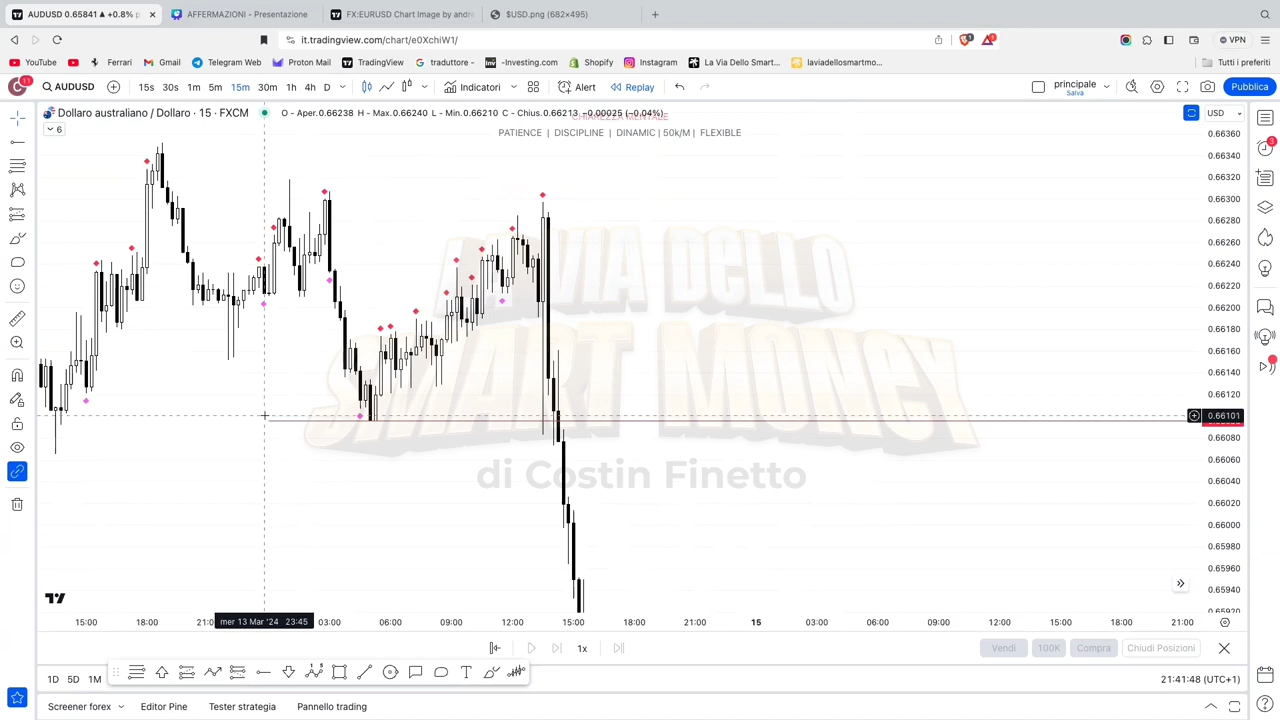 AUDUSD 0.65841 ▲ +0.8% p
AFFERMAZIONI - Presentazione
FX:EURUSD Chart Image by andre
$USD.png (682×495)
it.tradingview.com/chart/e0XchiW1/
VPN
YouTube
Ferrari
Gmail
Telegram Web
Proton Mail
TradingView
traduttore -
-Investing.com
Shopify
Instagram
La Via Dello Smart...
laviadellosmartmo...
Tutti i preferiti
C
11
AUDUSD
15s 30s 1m 5m 15m 30m 1h 4h D
Indicatori
Alert
Replay
principale
Salva
Pubblica
Dollaro australiano / Dollaro · 15 · FXCM
O - Aper.0.66238 H - Max.0.66240 L - Min.0.66210 C - Chius.0.66213 −0.00025 (−0.04%)
CHIAREZZA MENTALE
PATIENCE | DISCIPLINE | DINAMIC | 50k/M | FLEXIBLE
6
USD
0.66360
0.66340
0.66320
0.66300
0.66280
0.66260
0.66240
0.66220
0.66200
0.66180
0.66160
0.66140
0.66120
0.66101
0.66080
0.66060
0.66040
0.66020
0.66000
0.65980
0.65960
0.65940
0.65920
LA VIA DELLO
SMART MONEY
di Costin Finetto
15:00 18:00 21:0 mer 13 Mar '24 23:45 03:00 06:00 09:00 12:00 15:00 18:00 21:00 15 03:00 06:00 09:00 12:00 15:00 18:00 21:00
1x
Vendi
100K
Compra
Chiudi Posizioni
1D 5D 1M
21:41:48 (UTC+1)
Screener forex
Editor Pine
Tester strategia
Pannello trading